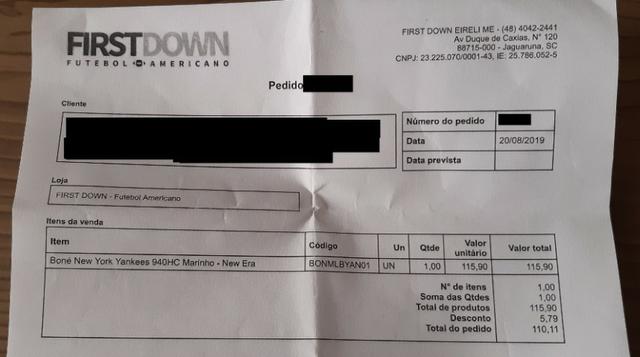 FIRSTDOWN
FUTEBOL AMERICANO
FIRST DOWN EIRELI ME - (48) 4042-2441
Av Duque de Caxias, N° 120
88715-000 - Jaguaruna, SC
CNPJ: 23.225.070/0001-43, IE: 25.786.052-5
Pedido
Cliente
Número do pedido
Data 20/08/2019
Data prevista
Loja
FIRST DOWN - Futebol Americano
Itens da venda
Item Código Un Qtde Valor unitário Valor total
Boné New York Yankees 940HC Marinho - New Era BONMLBYAN01 UN 1,00 115,90 115,90
N° de itens 1,00
Soma das Qtdes 1,00
Total de produtos 115,90
Desconto 5,79
Total do pedido 110,11